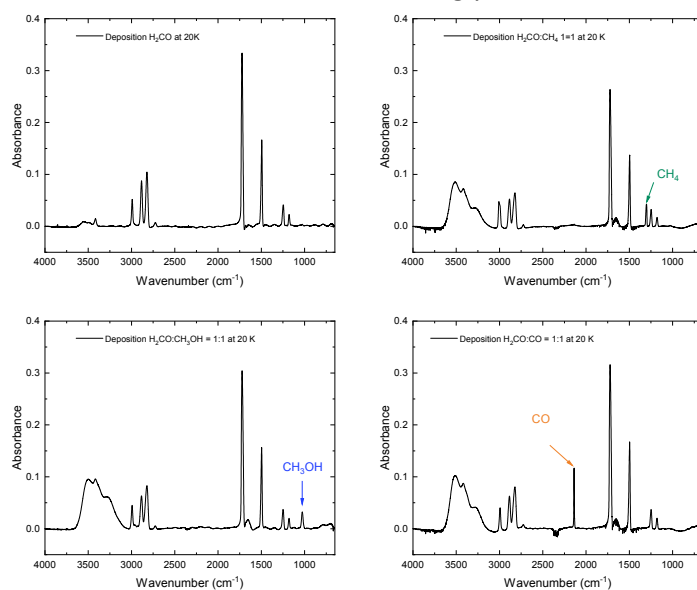 Deposition H₂CO at 20K
0.4
0.3
0.2
0.1
0.0
Absorbance
4000 3500 3000 2500 2000 1500 1000
Wavenumber (cm⁻¹)
Deposition H₂CO:CH₄ 1=1 at 20 K
0.4
0.3
0.2
0.1
0.0
Absorbance
CH₄
4000 3500 3000 2500 2000 1500 1000
Wavenumber (cm⁻¹)
Deposition H₂CO:CH₃OH = 1:1 at 20 K
0.4
0.3
0.2
0.1
0.0
Absorbance
CH₃OH
4000 3500 3000 2500 2000 1500 1000
Wavenumber (cm⁻¹)
Deposition H₂CO:CO = 1:1 at 20 K
0.4
0.3
0.2
0.1
0.0
Absorbance
CO
4000 3500 3000 2500 2000 1500 1000
Wavenumber (cm⁻¹)